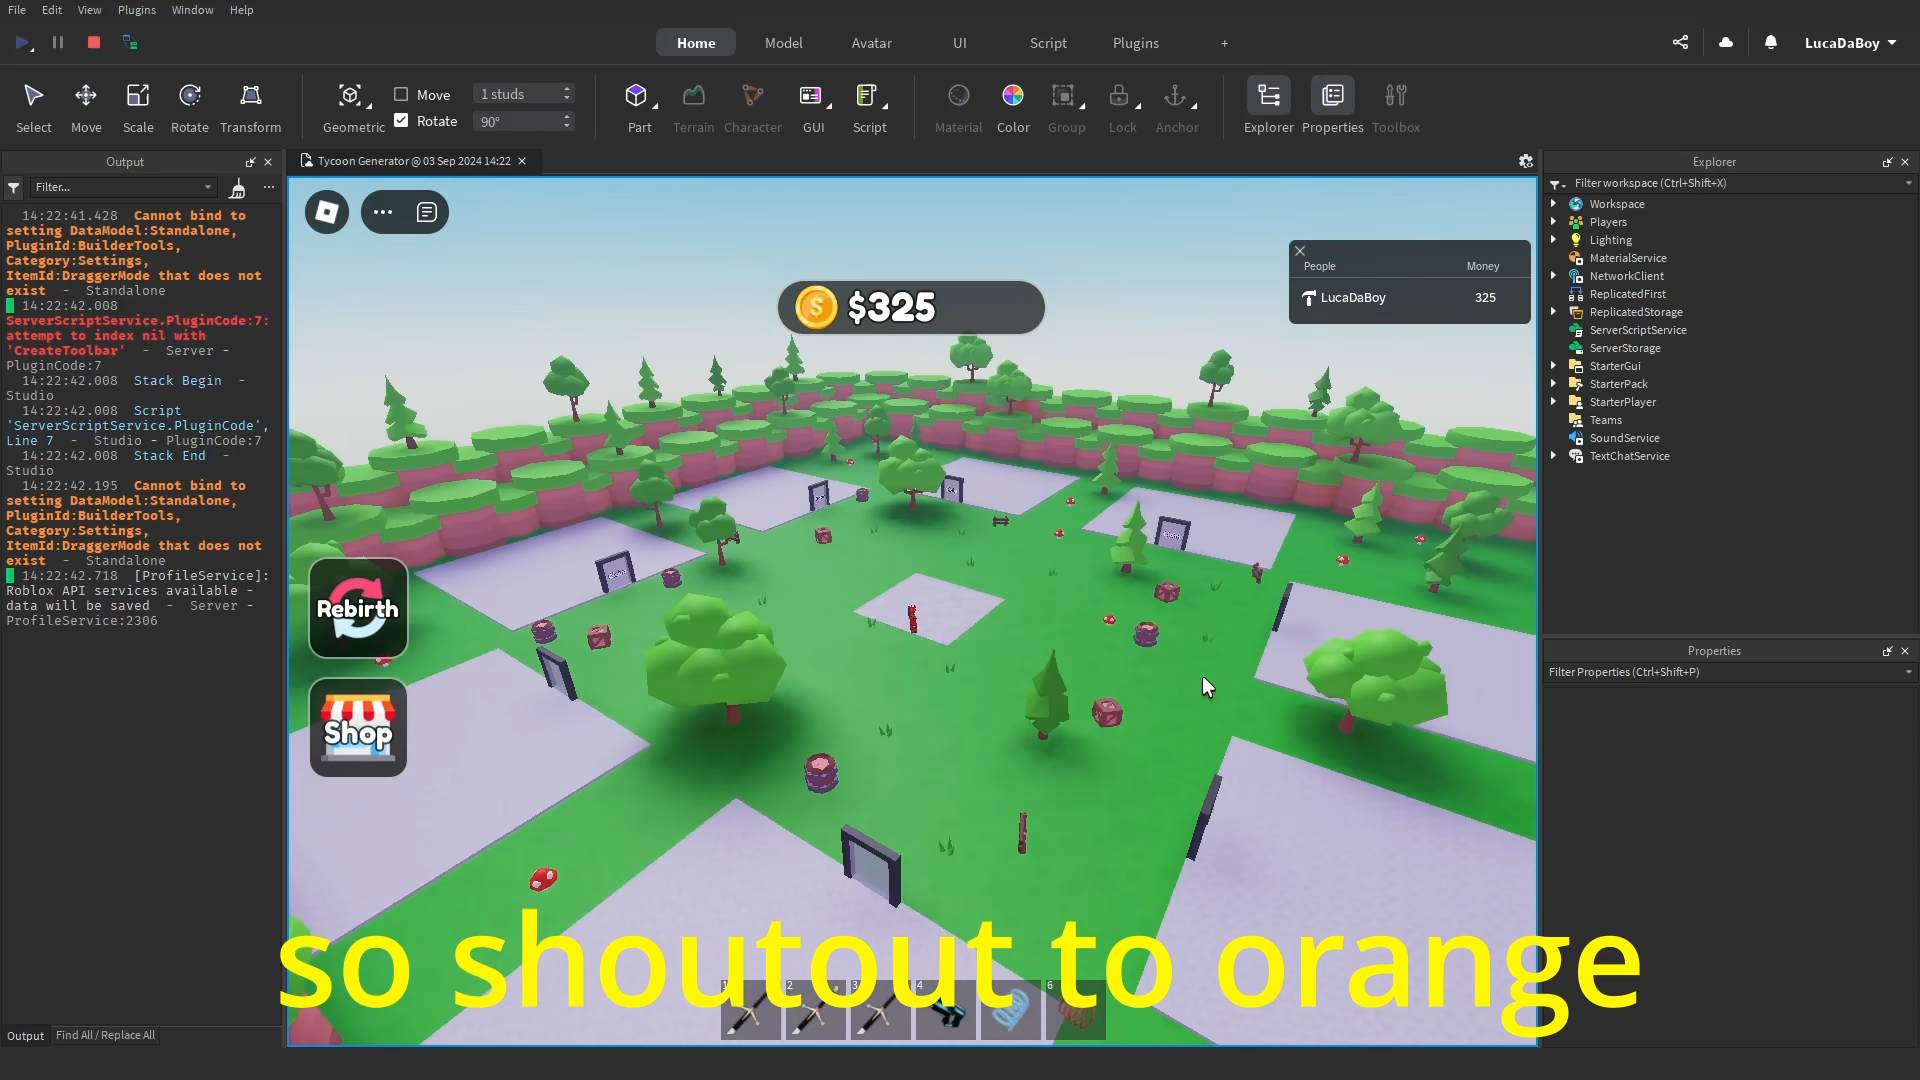 File Edit View Plugins Window Help
Home Model Avatar UI Script Plugins +
LucaDaBoy
Select Move Scale Rotate Transform
Geometric
Move 1 studs
Rotate 90°
Part Terrain Character GUI Script
Material Color Group Lock Anchor
Explorer Properties Toolbox
Output
Filter...
14:22:41.428 Cannot bind to
setting DataModel:Standalone,
PluginId:BuilderTools,
Category:Settings,
ItemId:DraggerMode that does not
exist - Standalone
14:22:42.008
ServerScriptService.PluginCode:7:
attempt to index nil with
'CreateToolbar' - Server -
PluginCode:7
14:22:42.008 Stack Begin -
Studio
14:22:42.008 Script
'ServerScriptService.PluginCode',
Line 7 - Studio - PluginCode:7
14:22:42.008 Stack End -
Studio
14:22:42.195 Cannot bind to
setting DataModel:Standalone,
PluginId:BuilderTools,
Category:Settings,
ItemId:DraggerMode that does not
exist - Standalone
14:22:42.718 [ProfileService]:
Roblox API services available -
data will be saved - Server -
ProfileService:2306
Output Find All / Replace All
Tycoon Generator @ 03 Sep 2024 14:22
$325
People Money
LucaDaBoy 325
Rebirth
Shop
so shoutout to orange
1 2 3 4 6
Explorer
Filter workspace (Ctrl+Shift+X)
Workspace
Players
Lighting
MaterialService
NetworkClient
ReplicatedFirst
ReplicatedStorage
ServerScriptService
ServerStorage
StarterGui
StarterPack
StarterPlayer
Teams
SoundService
TextChatService
Properties
Filter Properties (Ctrl+Shift+P)